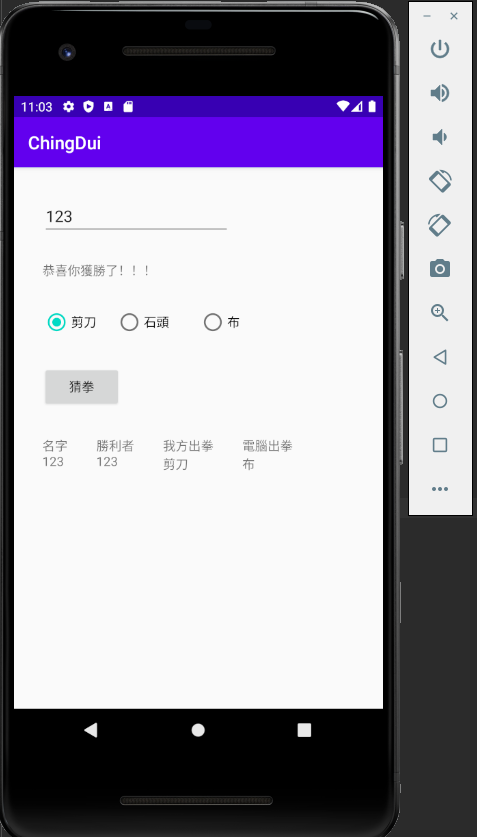 11:03
ChingDui
123
恭喜你獲勝了！！！
剪刀 石頭 布
猜拳
名字 勝利者 我方出拳 電腦出拳
123 123 剪刀 布